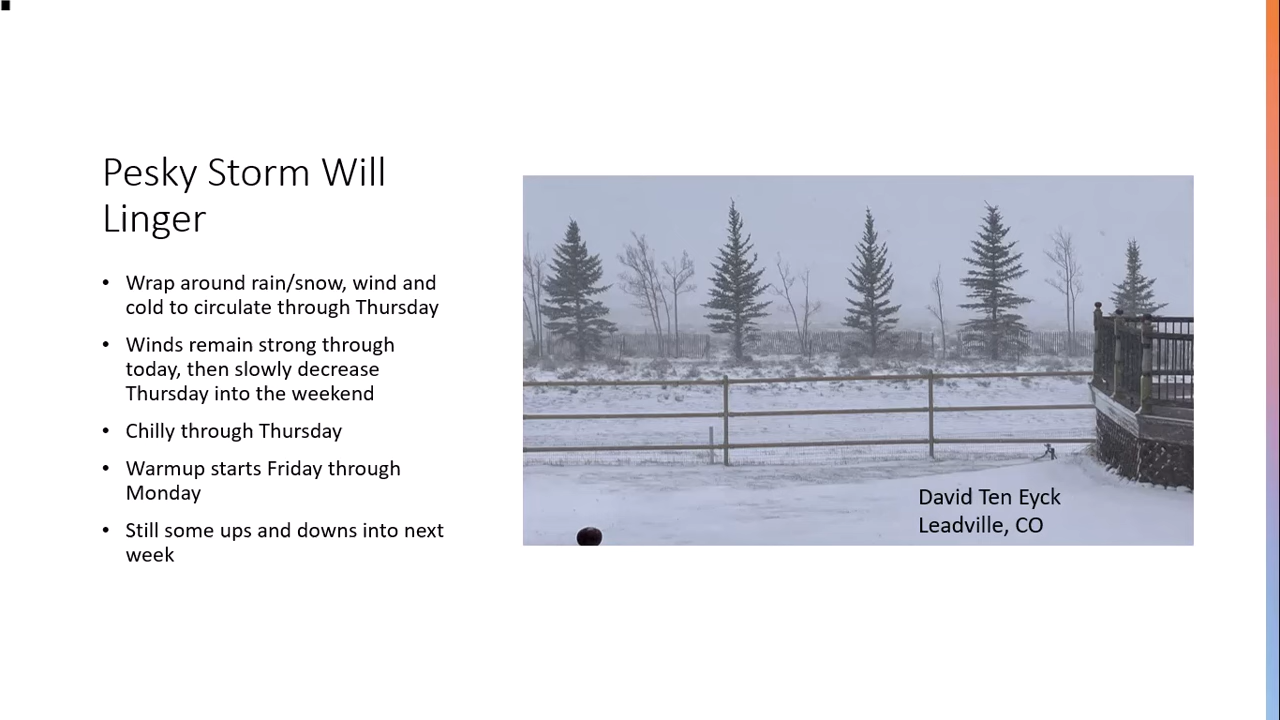 Pesky Storm Will
Linger
• Wrap around rain/snow, wind and
cold to circulate through Thursday
• Winds remain strong through
today, then slowly decrease
Thursday into the weekend
• Chilly through Thursday
• Warmup starts Friday through
Monday
• Still some ups and downs into next
week
David Ten Eyck
Leadville, CO